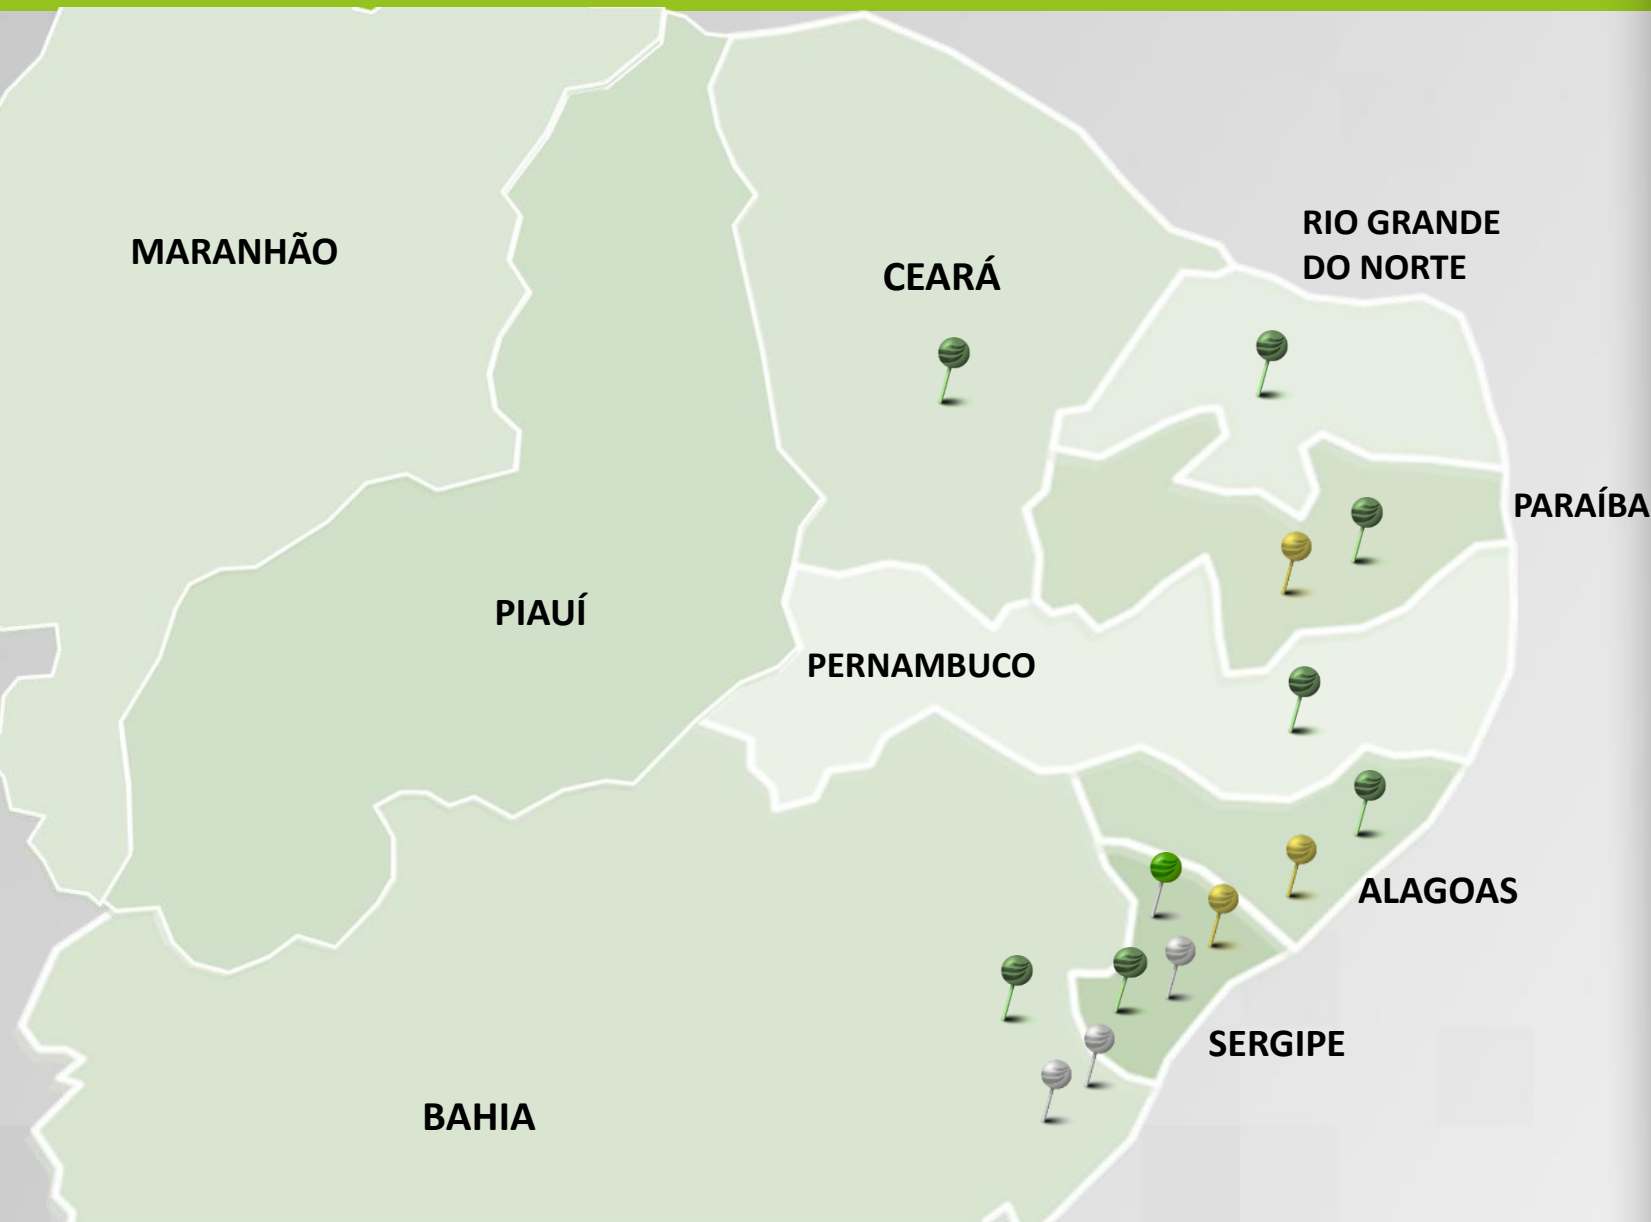 RIO GRANDE
DO NORTE
MARANHÃO
CEARÁ
PARAÍBA
PIAUÍ
PERNAMBUCO
ALAGOAS
SERGIPE
BAHIA